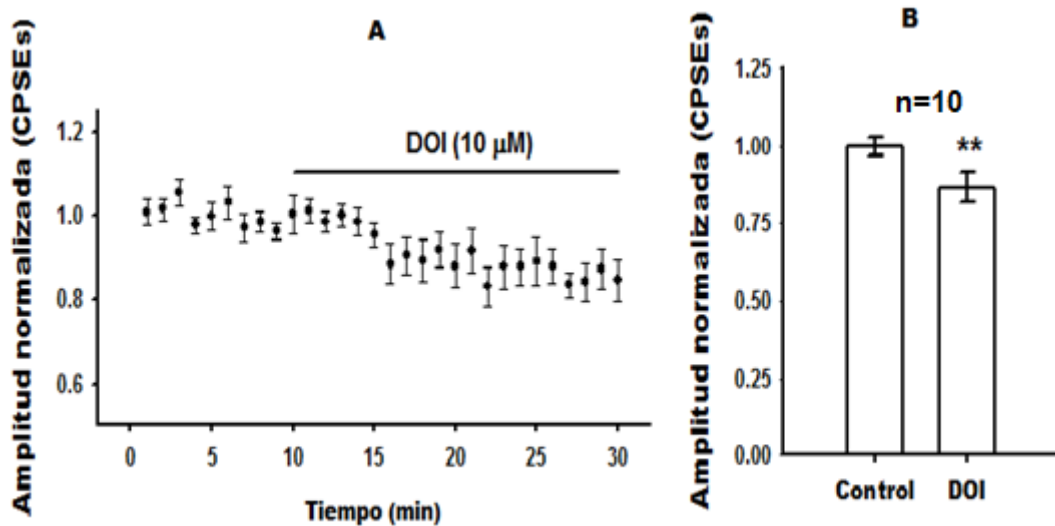 A
Amplitud normalizada (CPSEs)
1.2
1.0
0.8
0.6
DOI (10 μM)
0
5
10
15
20
25
30
Tiempo (min)
B
Amplitud normalizada (CPSEs)
1.25
1.00
0.75
0.50
0.25
0.00
n=10
**
Control
DOI